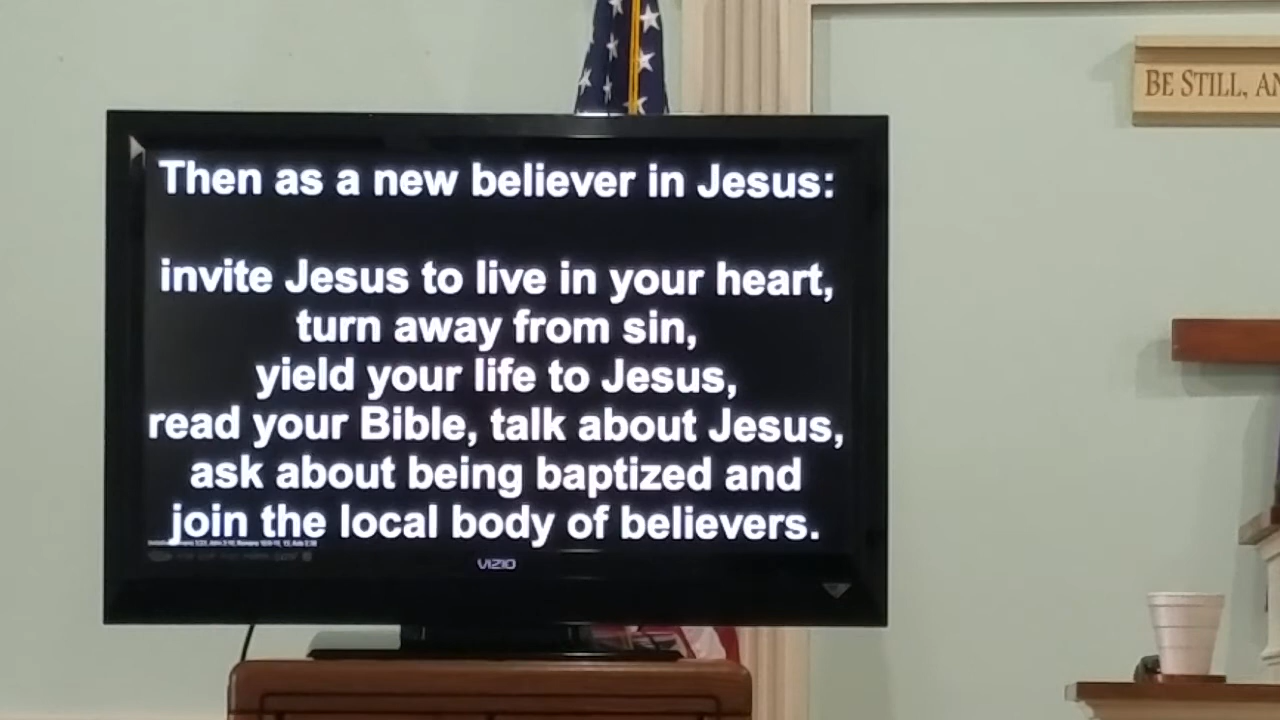 BE STILL, AN
Then as a new believer in Jesus:
invite Jesus to live in your heart,
turn away from sin,
yield your life to Jesus,
read your Bible, talk about Jesus,
ask about being baptized and
join the local body of believers.
VIZIO